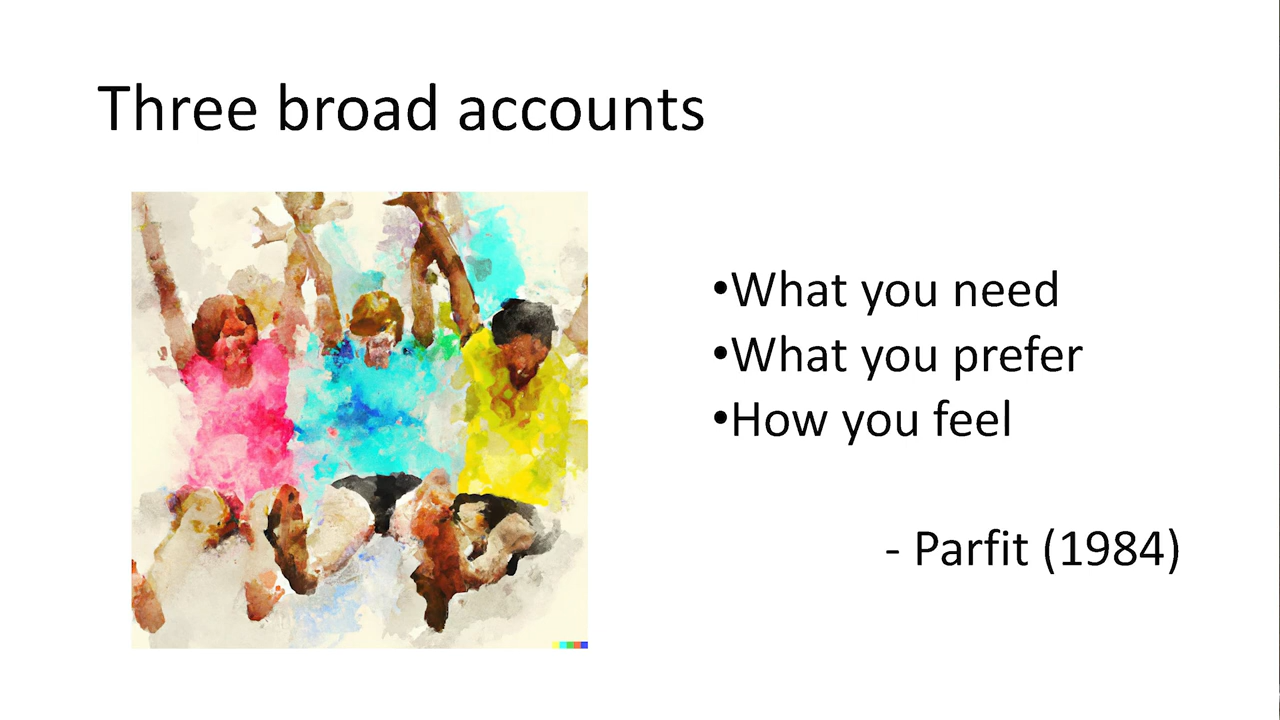 Three broad accounts
•What you need
•What you prefer
•How you feel
- Parfit (1984)